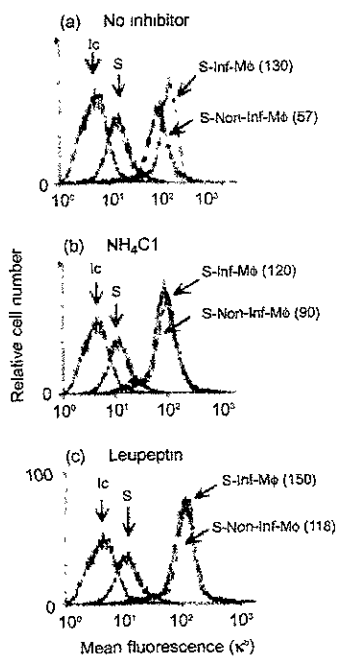 (a) No inhibitor
Ic
S
S-Inf-Mϕ (130)
S-Non-Inf-Mϕ (57)
0
10⁰ 10¹ 10² 10³
(b) NH₄C1
Ic
S
S-Inf-Mϕ (120)
S-Non-Inf-Mϕ (90)
Relative cell number
0
10⁰ 10¹ 10² 10³
(c) Leupeptin
100
Ic
S
S-Inf-Mϕ (150)
S-Non-Inf-Mϕ (118)
0
10⁰ 10¹ 10² 10³
Mean fluorescence